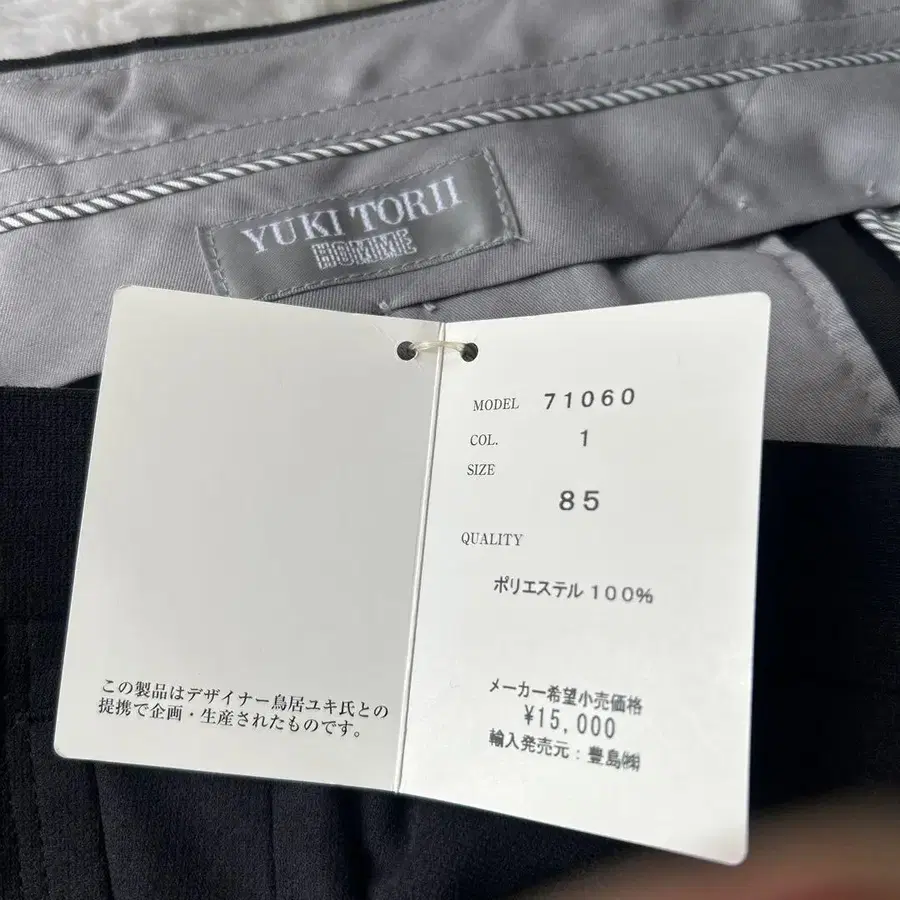 YUKI TORII
HOMME
この製品はデザイナー鳥居ユキ氏との
提携で企画・生産されたものです。
MODEL 71060
COL. 1
SIZE
85
QUALITY
ポリエステル 100%
メーカー希望小売価格
¥15,000
輸入発売元：豊島㈱